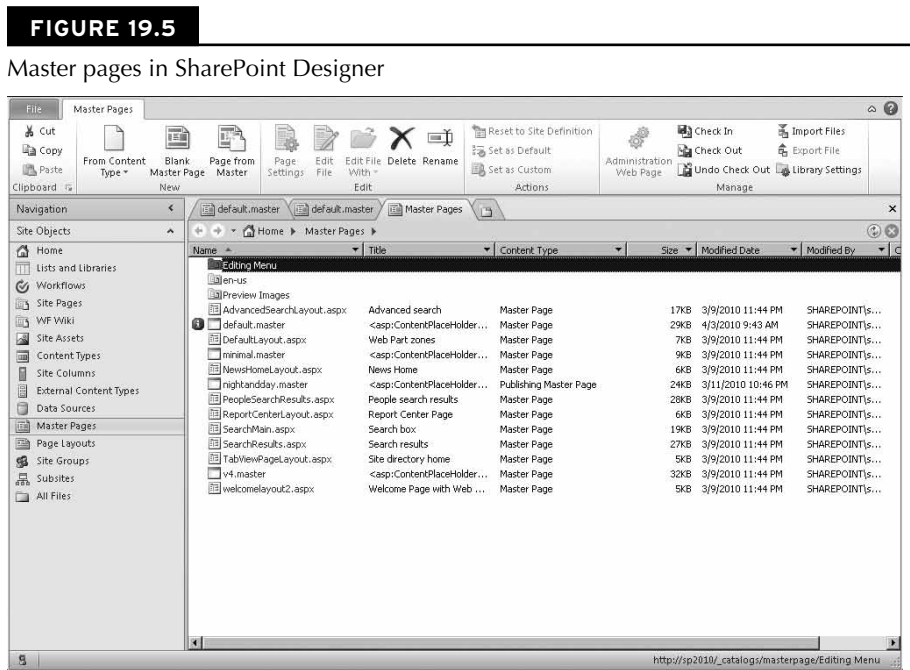 FIGURE 19.5
Master pages in SharePoint Designer
File Master Pages
Cut
Copy
Paste
Clipboard
From Content Type
Blank Master Page
Page from Master
New
Page Settings
Edit File
Edit File With
Delete
Rename
Edit
Reset to Site Definition
Set as Default
Set as Custom
Actions
Administration Web Page
Check In
Check Out
Undo Check Out
Import Files
Export File
Library Settings
Manage
Navigation
default.master default.master Master Pages
Site Objects
Home Master Pages
Home
Lists and Libraries
Workflows
Site Pages
WF Wiki
Site Assets
Content Types
Site Columns
External Content Types
Data Sources
Master Pages
Page Layouts
Site Groups
Subsites
All Files
Name Title Content Type Size Modified Date Modified By C
Editing Menu
en-us
Preview Images
AdvancedSearchLayout.aspx Advanced search Master Page 17KB 3/9/2010 11:44 PM SHAREPOINT\s...
default.master <asp:ContentPlaceHolder... Master Page 29KB 4/3/2010 9:43 AM SHAREPOINT\s...
DefaultLayout.aspx Web Part zones Master Page 7KB 3/9/2010 11:44 PM SHAREPOINT\s...
minimal.master <asp:ContentPlaceHolder... Master Page 9KB 3/9/2010 11:44 PM SHAREPOINT\s...
NewsHomeLayout.aspx News Home Master Page 6KB 3/9/2010 11:44 PM SHAREPOINT\s...
nightandday.master <asp:ContentPlaceHolder... Publishing Master Page 24KB 3/11/2010 10:46 PM SHAREPOINT\s...
PeopleSearchResults.aspx People search results Master Page 28KB 3/9/2010 11:44 PM SHAREPOINT\s...
ReportCenterLayout.aspx Report Center Page Master Page 6KB 3/9/2010 11:44 PM SHAREPOINT\s...
SearchMain.aspx Search box Master Page 19KB 3/9/2010 11:44 PM SHAREPOINT\s...
SearchResults.aspx Search results Master Page 27KB 3/9/2010 11:44 PM SHAREPOINT\s...
TabViewPageLayout.aspx Site directory home Master Page 5KB 3/9/2010 11:44 PM SHAREPOINT\s...
v4.master <asp:ContentPlaceHolder... Master Page 32KB 3/9/2010 11:44 PM SHAREPOINT\s...
welcomelayout2.aspx Welcome Page with Web ... Master Page 5KB 3/9/2010 11:44 PM SHAREPOINT\s...
http://sp2010/_catalogs/masterpage/Editing Menu